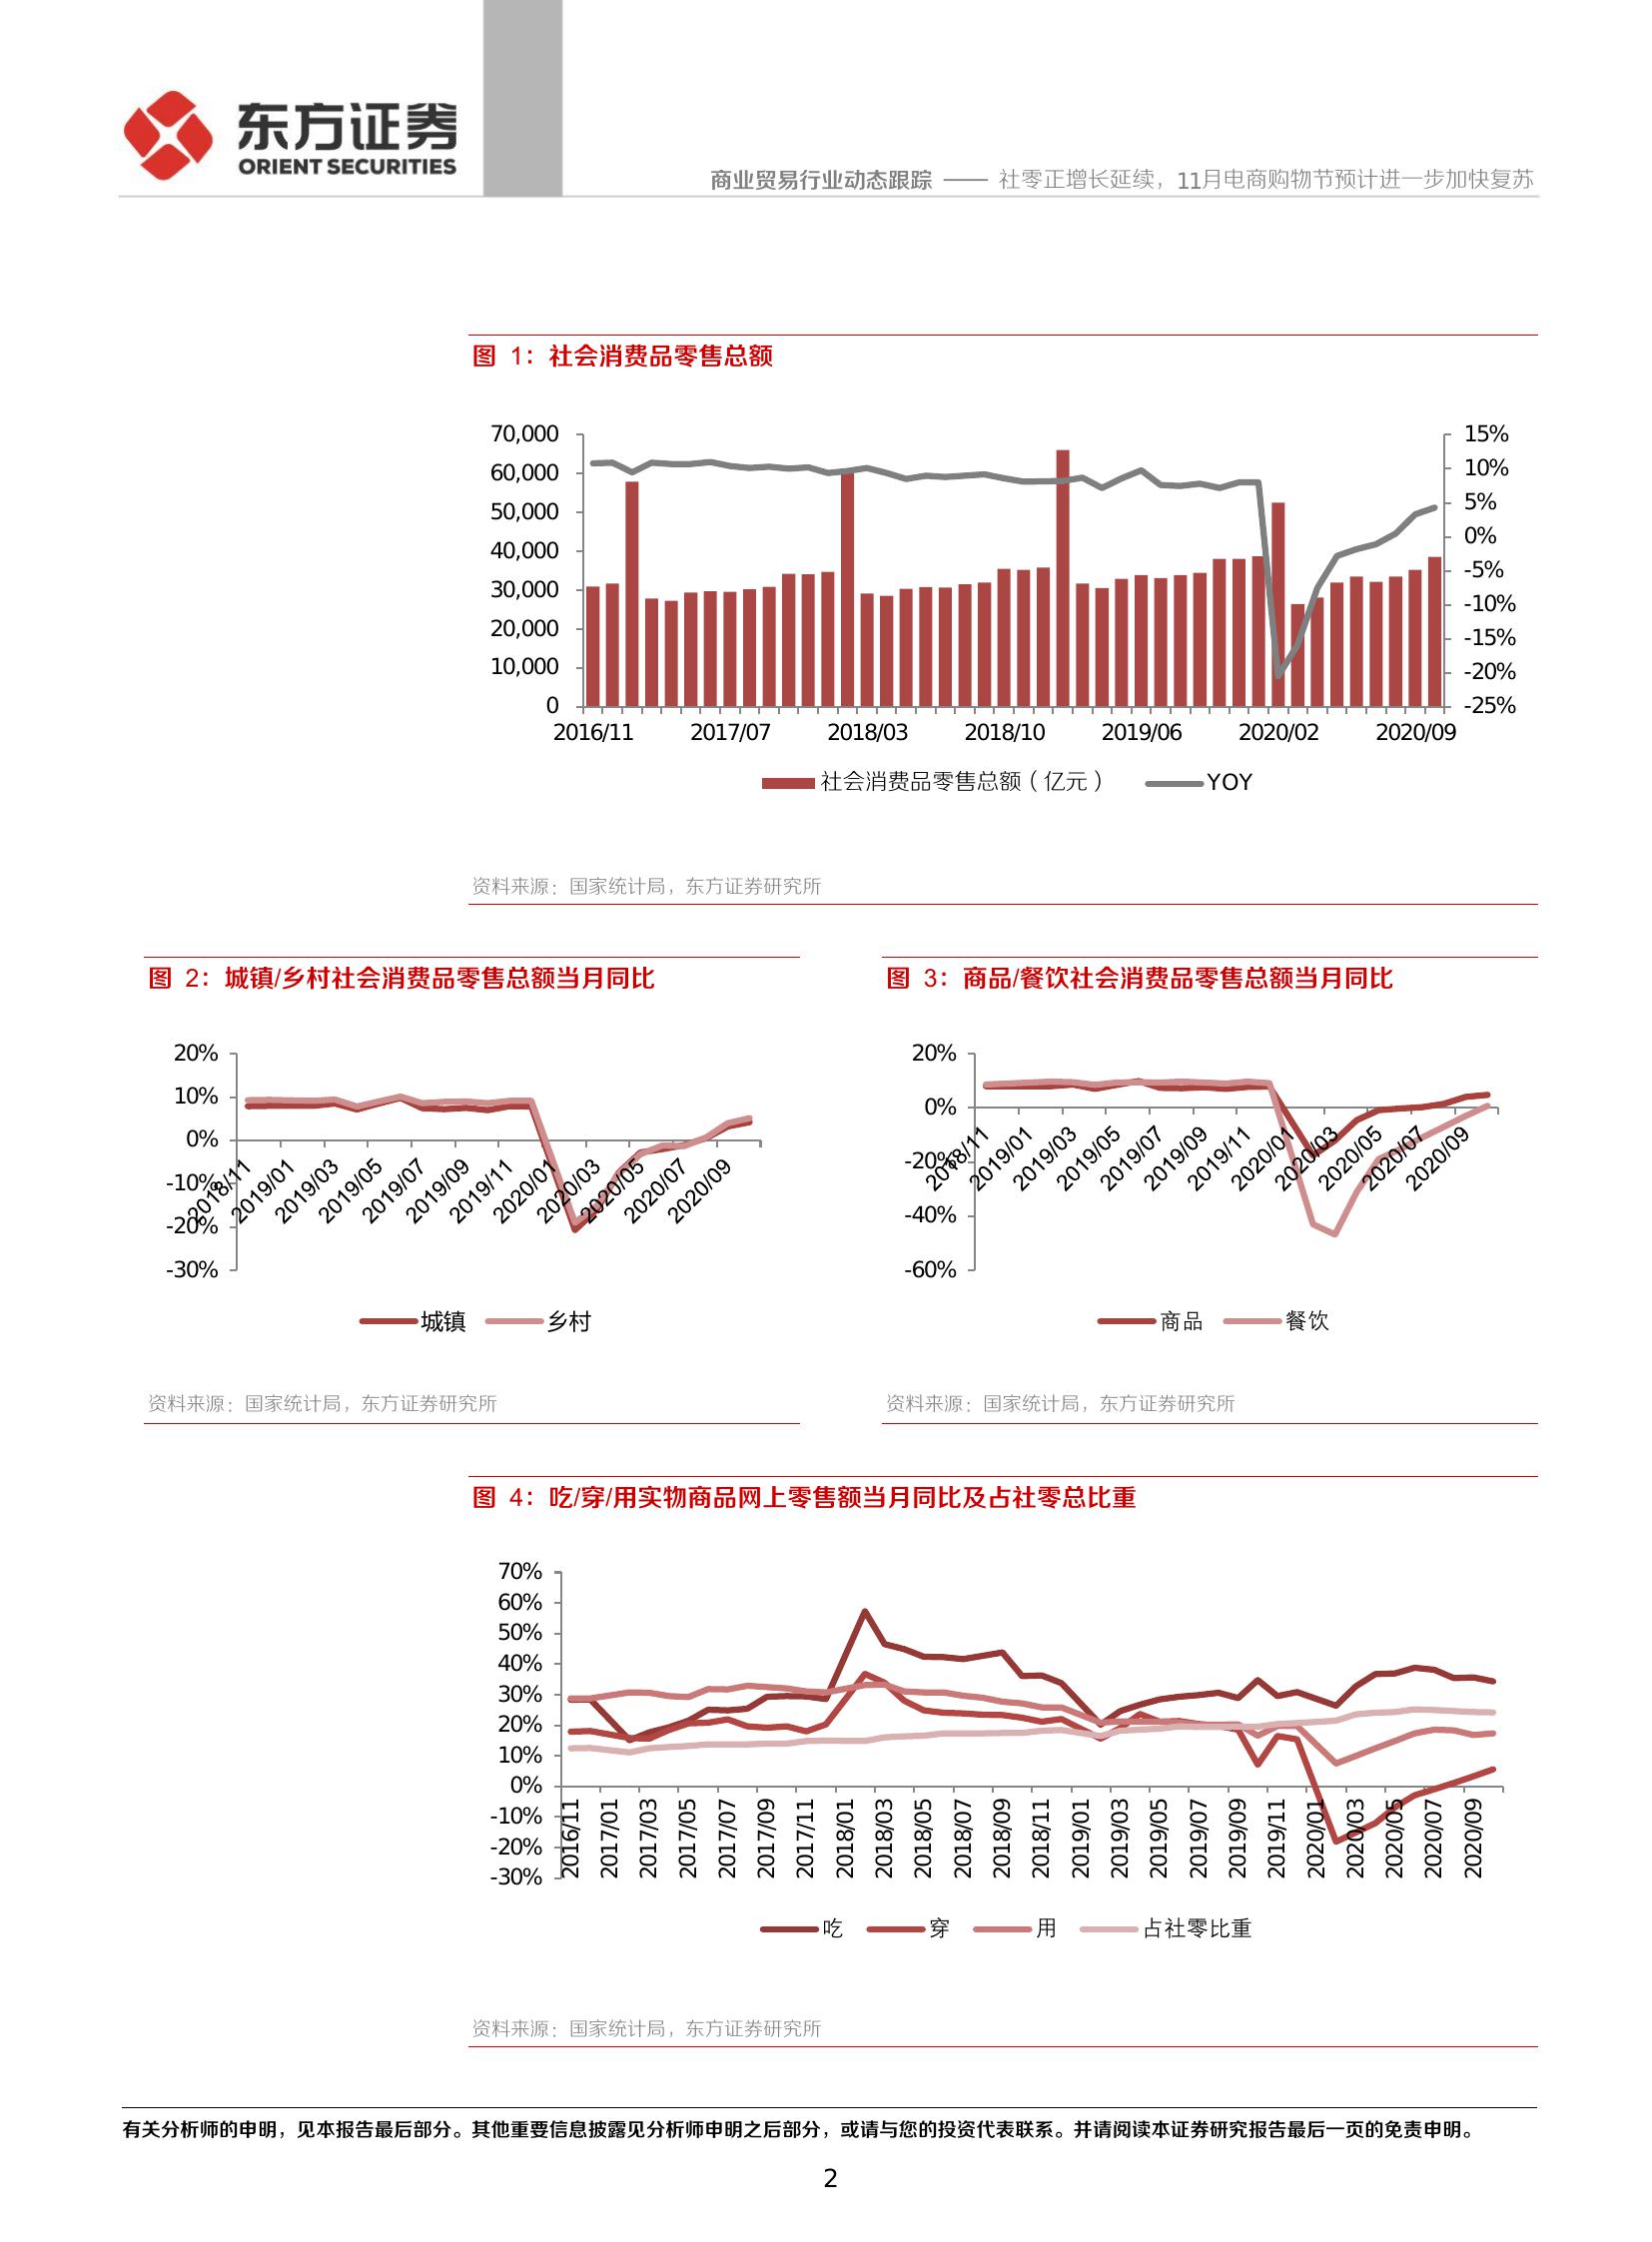 东方证券
ORIENT SECURITIES
商业贸易行业动态跟踪 —— 社零正增长延续，11月电商购物节预计进一步加快复苏
图 1：社会消费品零售总额
70,000
60,000
50,000
40,000
30,000
20,000
10,000
0
15%
10%
5%
0%
-5%
-10%
-15%
-20%
-25%
2016/11 2017/07 2018/03 2018/10 2019/06 2020/02 2020/09
社会消费品零售总额（亿元） YOY
资料来源：国家统计局，东方证券研究所
图 2：城镇/乡村社会消费品零售总额当月同比
20%
10%
0%
-10%
-20%
-30%
2018/11 2019/01 2019/03 2019/05 2019/07 2019/09 2019/11 2020/01 2020/03 2020/05 2020/07 2020/09
城镇 乡村
资料来源：国家统计局，东方证券研究所
图 3：商品/餐饮社会消费品零售总额当月同比
20%
0%
-20%
-40%
-60%
2018/11 2019/01 2019/03 2019/05 2019/07 2019/09 2019/11 2020/01 2020/03 2020/05 2020/07 2020/09
商品 餐饮
资料来源：国家统计局，东方证券研究所
图 4：吃/穿/用实物商品网上零售额当月同比及占社零总比重
70%
60%
50%
40%
30%
20%
10%
0%
-10%
-20%
-30%
2016/11 2017/01 2017/03 2017/05 2017/07 2017/09 2017/11 2018/01 2018/03 2018/05 2018/07 2018/09 2018/11 2019/01 2019/03 2019/05 2019/07 2019/09 2019/11 2020/01 2020/03 2020/05 2020/07 2020/09
吃 穿 用 占社零比重
资料来源：国家统计局，东方证券研究所
有关分析师的申明，见本报告最后部分。其他重要信息披露见分析师申明之后部分，或请与您的投资代表联系。并请阅读本证券研究报告最后一页的免责申明。
2